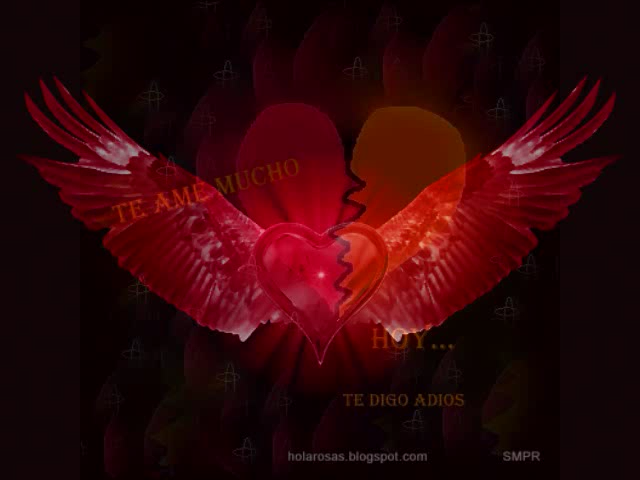 TE AME MUCHO
HOY...
TE DIGO ADIOS
holarosas.blogspot.com SMPR